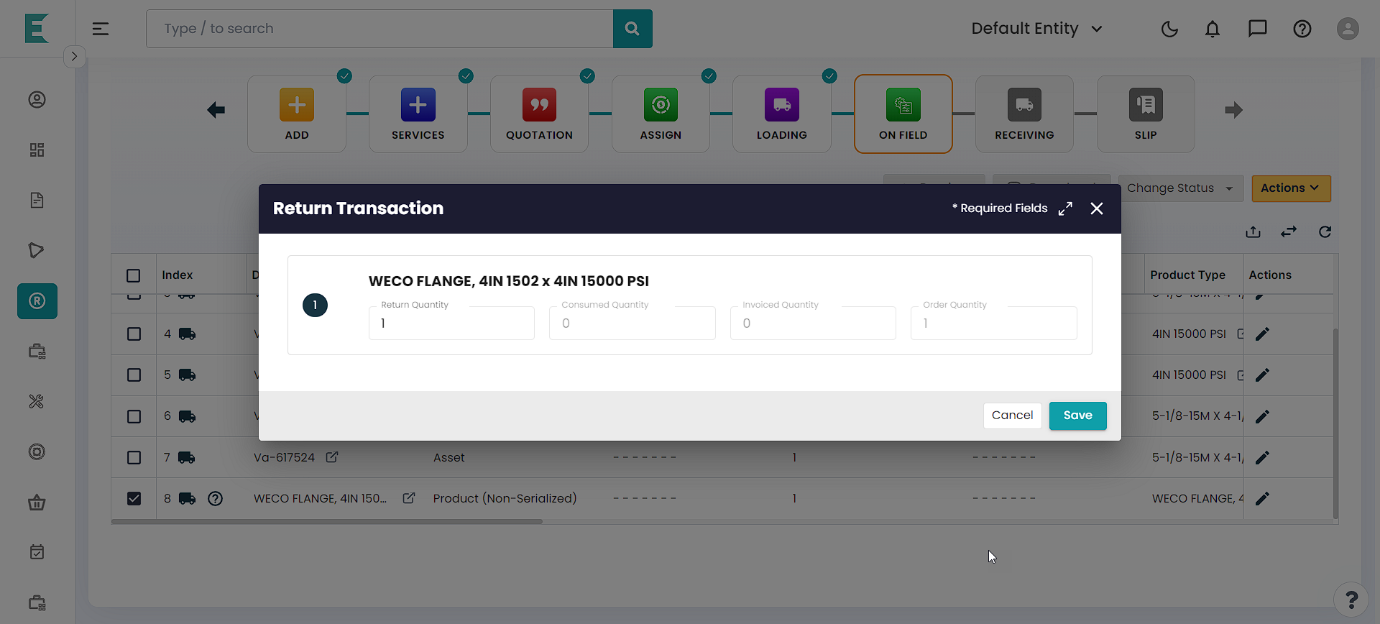 Type / to search
Default Entity
ADD
SERVICES
QUOTATION
ASSIGN
LOADING
ON FIELD
RECEIVING
SLIP
Change Status
Actions
Return Transaction
* Required Fields
Index
Product Type
Actions
1
WECO FLANGE, 4IN 1502 x 4IN 15000 PSI
Return Quantity
Consumed Quantity
Invoiced Quantity
Order Quantity
1
0
0
1
4
4IN 15000 PSI
5
4IN 15000 PSI
6
5-1/8-15M X 4-1/
Cancel
Save
7 Va-617524 Asset - - - - - - - 1 - - - - - - - 5-1/8-15M X 4-1/
8 WECO FLANGE, 4IN 150... Product (Non-Serialized) - - - - - - - 1 - - - - - - - WECO FLANGE, 4
?